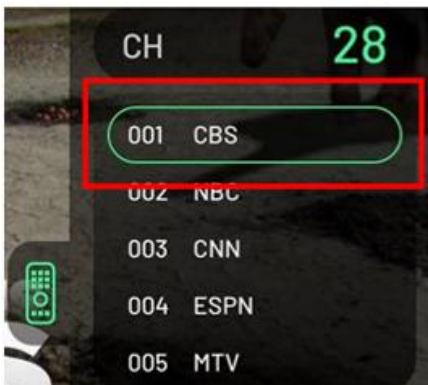 CH 28
001 CBS
002 NBC
003 CNN
004 ESPN
005 MTV